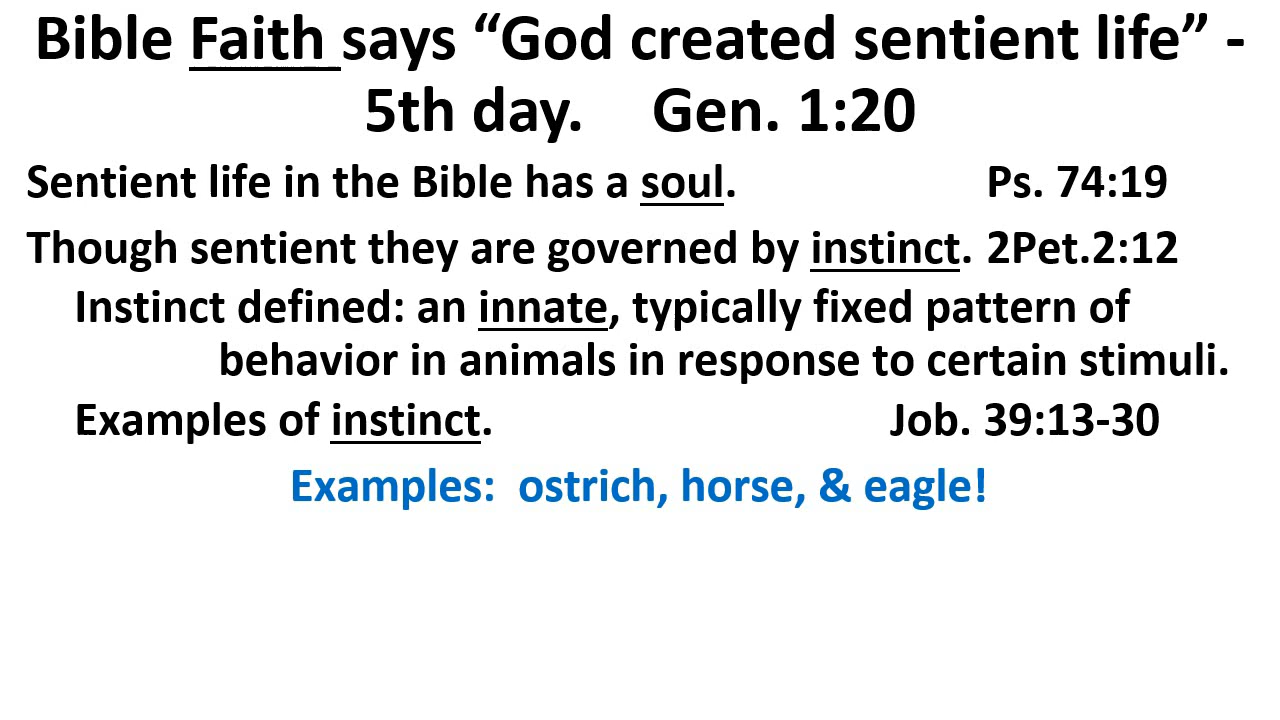 Bible Faith says “God created sentient life” -
5th day. Gen. 1:20
Sentient life in the Bible has a soul. Ps. 74:19
Though sentient they are governed by instinct. 2Pet.2:12
Instinct defined: an innate, typically fixed pattern of
behavior in animals in response to certain stimuli.
Examples of instinct. Job. 39:13-30
Examples: ostrich, horse, & eagle!